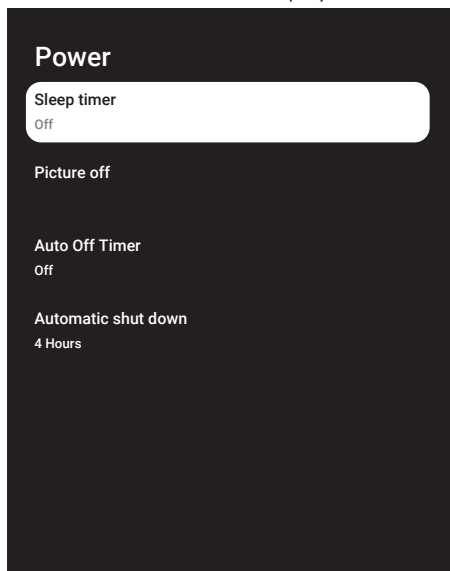 Power
Sleep timer
Off
Picture off
Auto Off Timer
Off
Automatic shut down
4 Hours